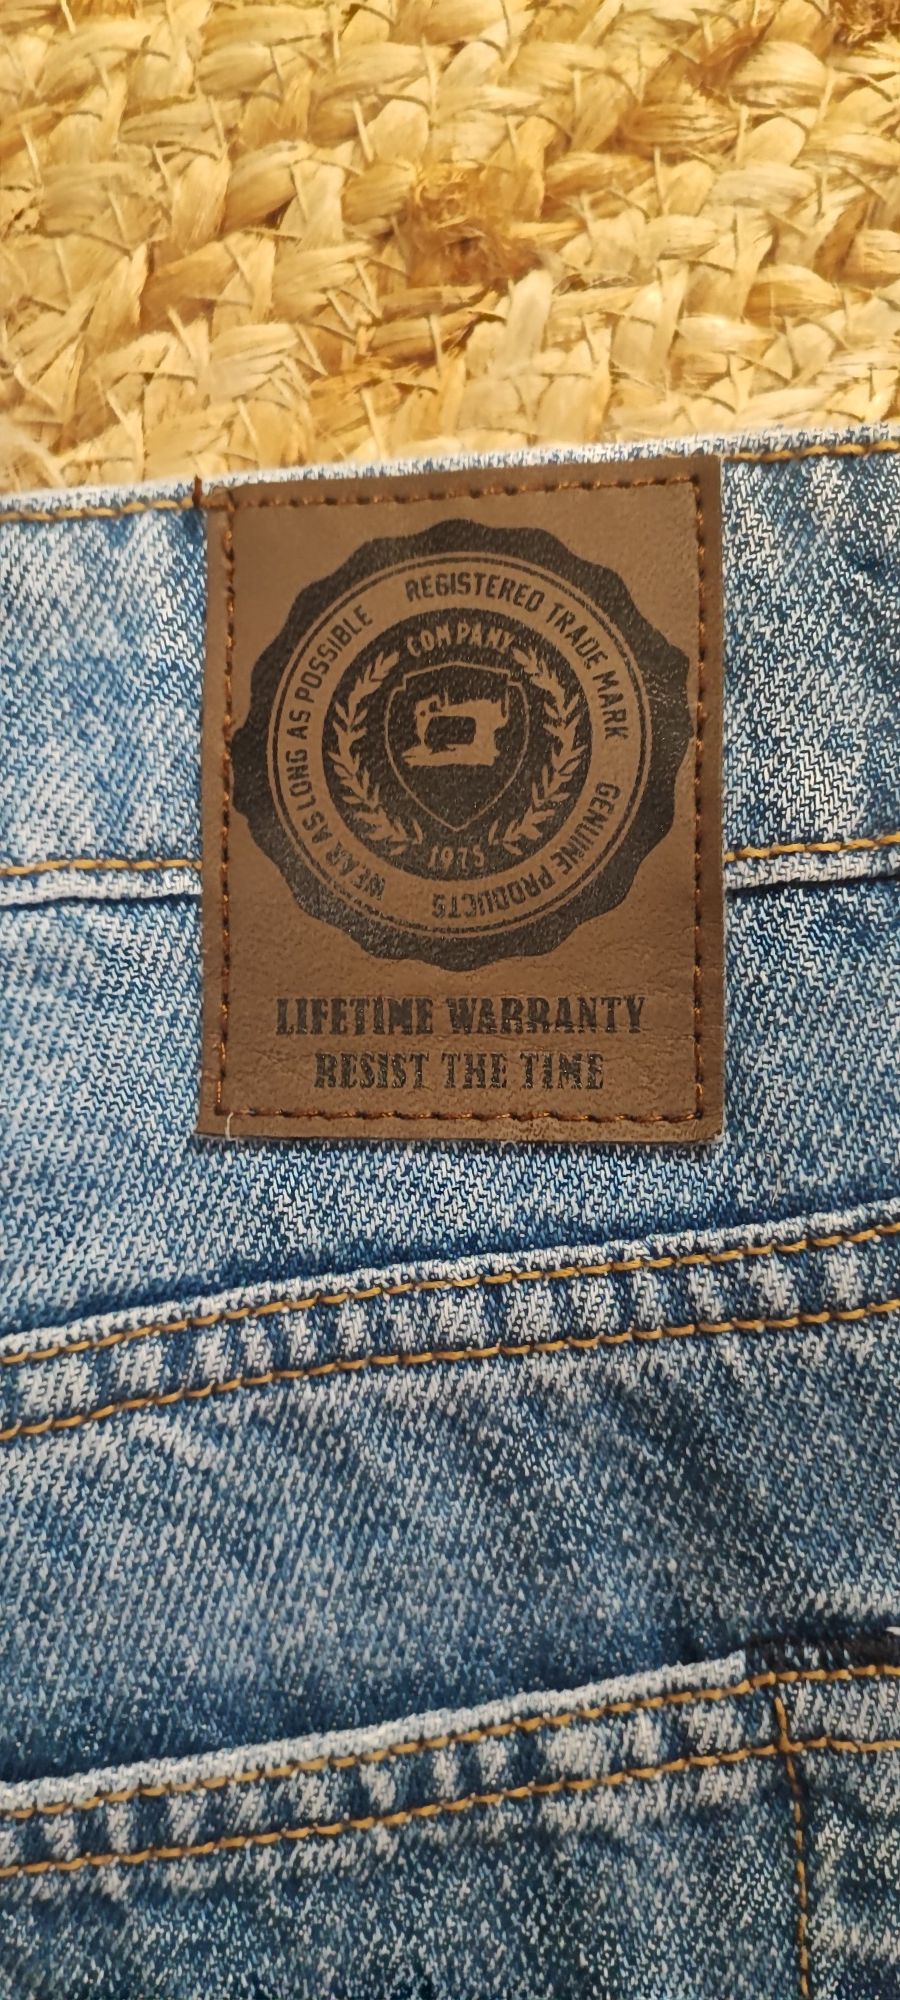 REGISTERED TRADE MARK
GENUINE PRODUCTS
WEAR AS LONG AS POSSIBLE
COMPANY
1975
LIFETIME WARRANTY
RESIST THE TIME